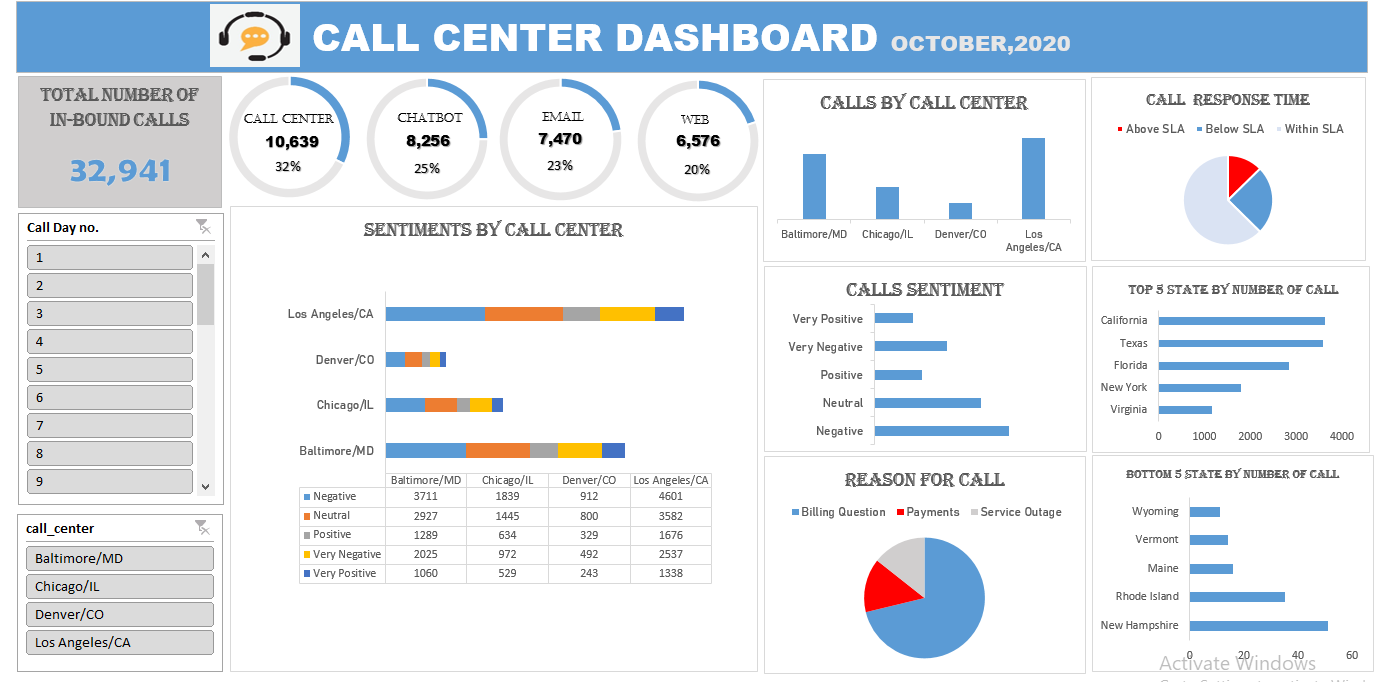 CALL CENTER DASHBOARD OCTOBER,2020
TOTAL NUMBER OF
IN-BOUND CALLS
32,941
CALL CENTER
10,639
32%
CHATBOT
8,256
25%
EMAIL
7,470
23%
WEB
6,576
20%
Call Day no.
1
2
3
4
5
6
7
8
9
call_center
Baltimore/MD
Chicago/IL
Denver/CO
Los Angeles/CA
SENTIMENTS BY CALL CENTER
Los Angeles/CA
Denver/CO
Chicago/IL
Baltimore/MD
Baltimore/MD Chicago/IL Denver/CO Los Angeles/CA
Negative 3711 1839 912 4601
Neutral 2927 1445 800 3582
Positive 1289 634 329 1676
Very Negative 2025 972 492 2537
Very Positive 1060 529 243 1338
CALLS BY CALL CENTER
Baltimore/MD Chicago/IL Denver/CO Los
Angeles/CA
CALL RESPONSE TIME
Above SLA Below SLA Within SLA
CALLS SENTIMENT
Very Positive
Very Negative
Positive
Neutral
Negative
TOP 5 STATE BY NUMBER OF CALL
California
Texas
Florida
New York
Virginia
0 1000 2000 3000 4000
REASON FOR CALL
Billing Question Payments Service Outage
BOTTOM 5 STATE BY NUMBER OF CALL
Wyoming
Vermont
Maine
Rhode Island
New Hampshire
0 20 40 60
Activate Windows